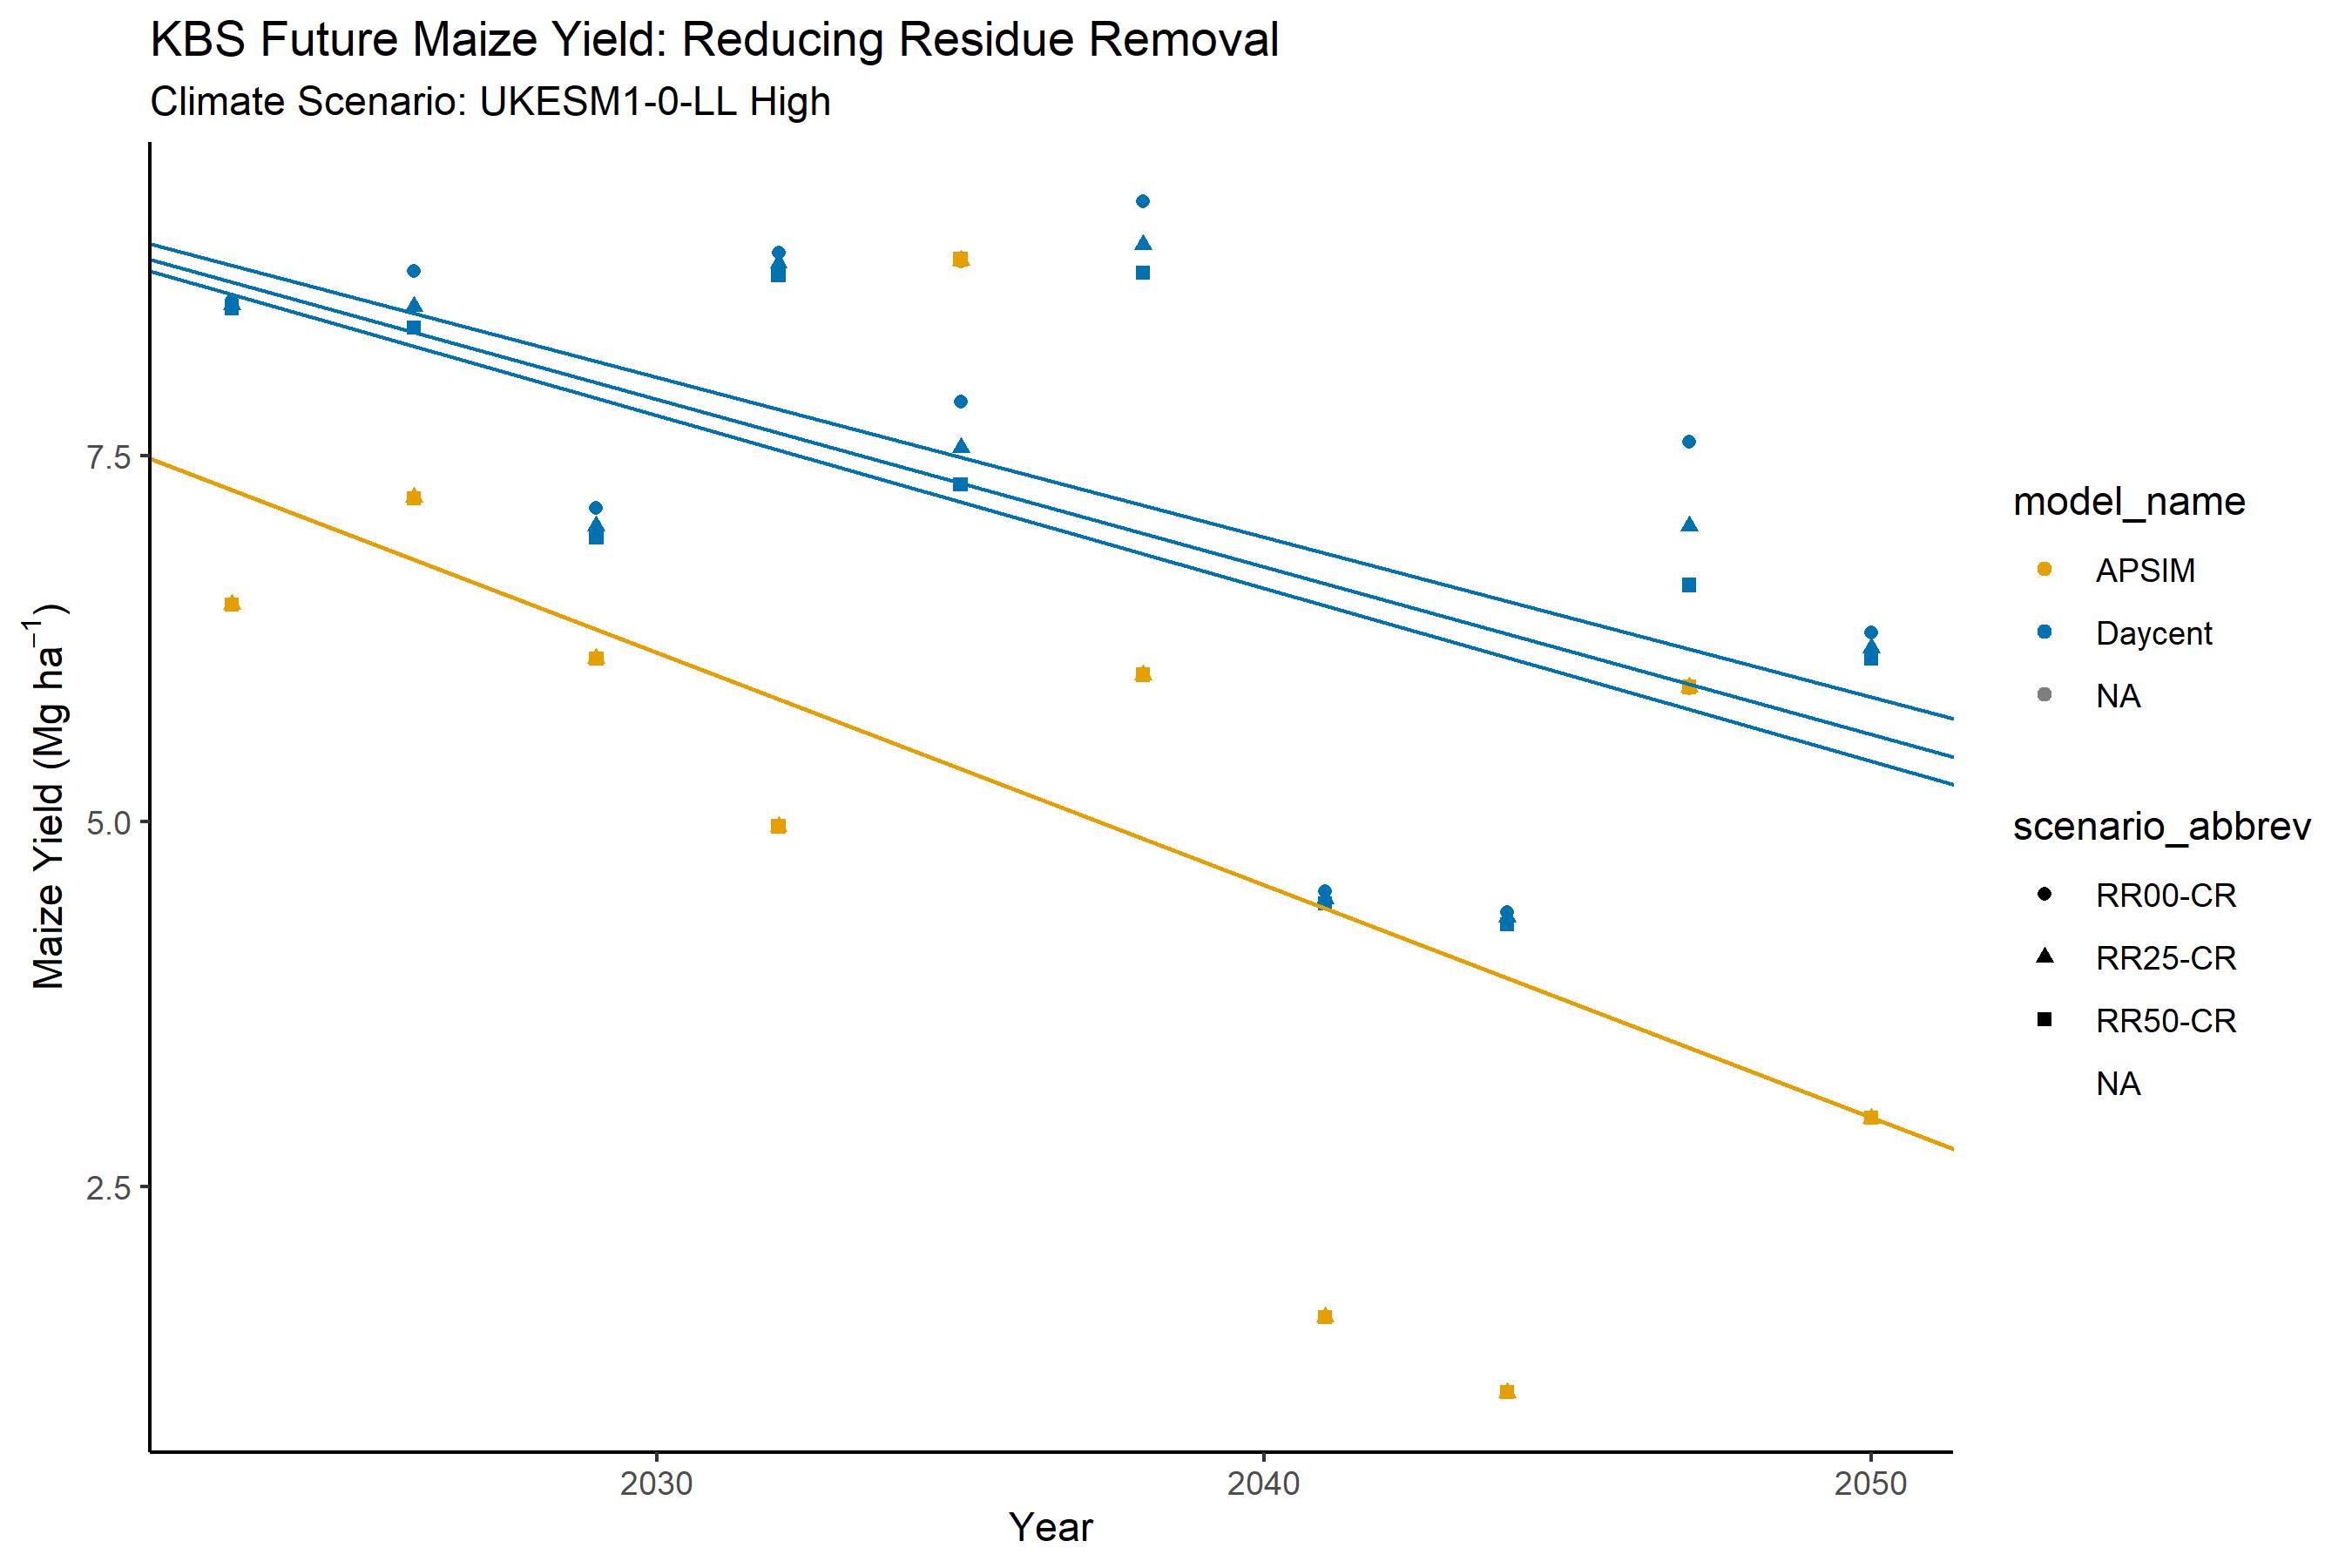 KBS Future Maize Yield: Reducing Residue Removal
Climate Scenario: UKESM1-0-LL High
Maize Yield (Mg ha⁻¹)
7.5
5.0
2.5
2030
2040
2050
Year
model_name
APSIM
Daycent
NA
scenario_abbrev
RR00-CR
RR25-CR
RR50-CR
NA